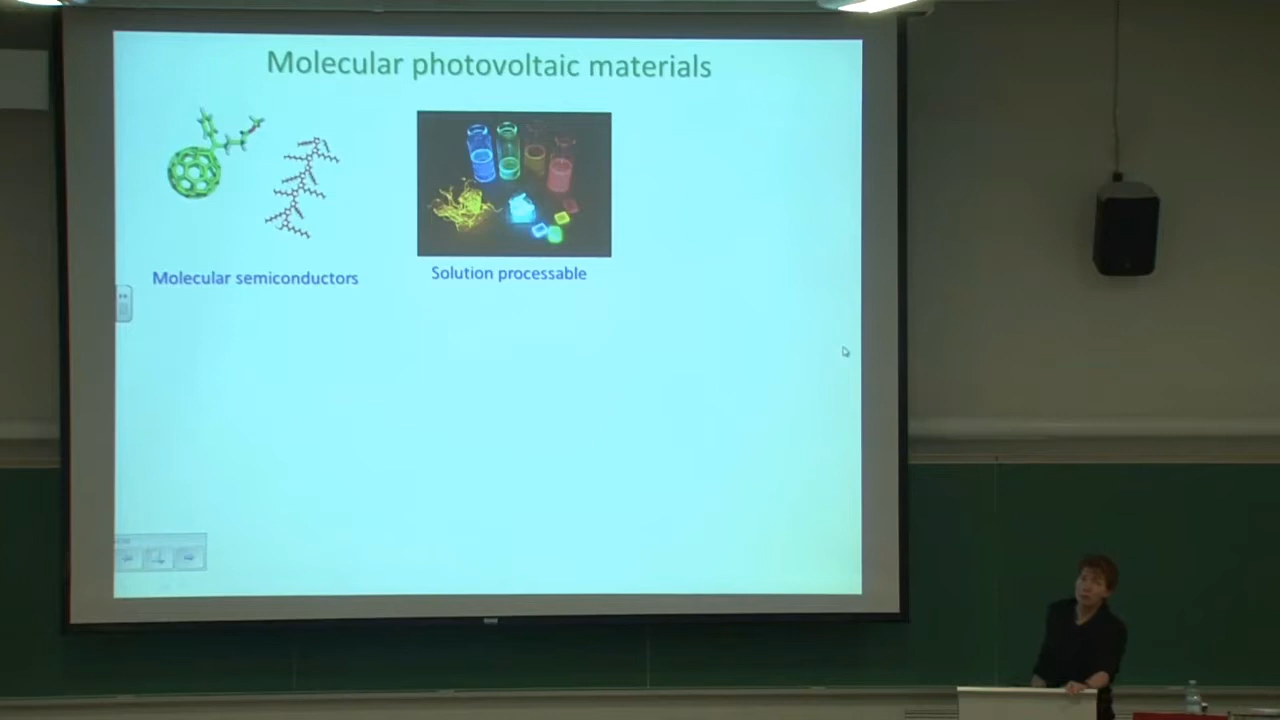 Molecular photovoltaic materials
Molecular semiconductors
Solution processable